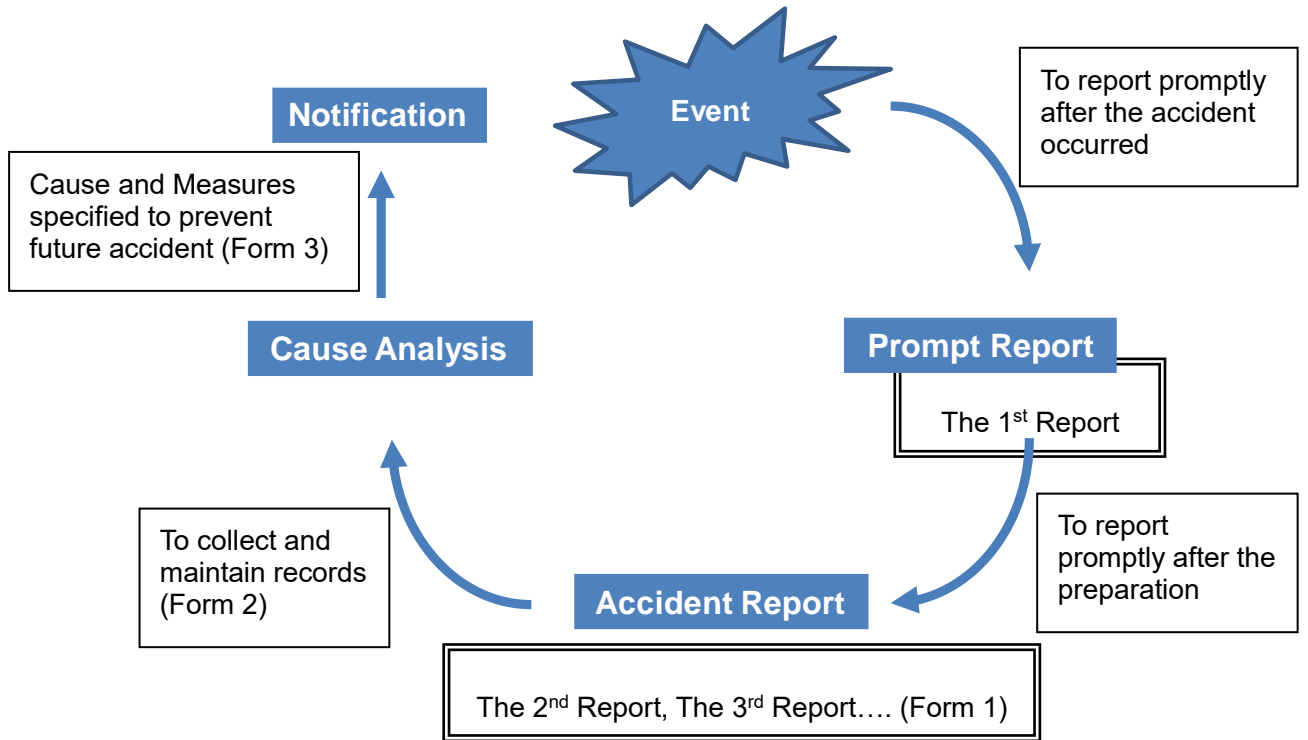 Event
To report promptly
after the accident
occurred
Prompt Report
The 1st Report
To report
promptly after the
preparation
Accident Report
The 2nd Report, The 3rd Report…. (Form 1)
To collect and
maintain records
(Form 2)
Cause Analysis
Cause and Measures
specified to prevent
future accident (Form 3)
Notification